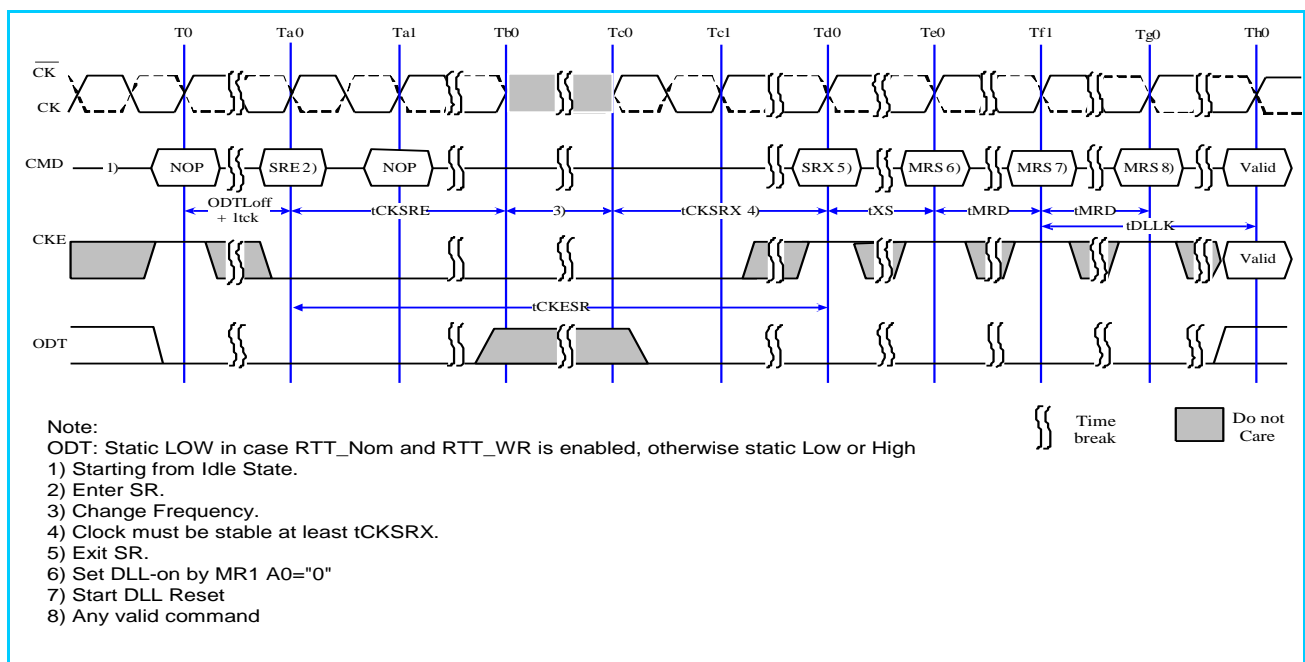 T0 Ta0 Ta1 Tb0 Tc0 Tc1 Td0 Te0 Tf1 Tg0 Th0
CK
CK
CMD 1) NOP SRE 2) NOP SRX 5) MRS 6) MRS 7) MRS 8) Valid
ODTLoff
+ 1tck
tCKSRE 3) tCKSRX 4) tXS tMRD tMRD
tDLLK
CKE Valid
tCKESR
ODT
Time
break
Do not
Care
Note:
ODT: Static LOW in case RTT_Nom and RTT_WR is enabled, otherwise static Low or High
1) Starting from Idle State.
2) Enter SR.
3) Change Frequency.
4) Clock must be stable at least tCKSRX.
5) Exit SR.
6) Set DLL-on by MR1 A0="0"
7) Start DLL Reset
8) Any valid command